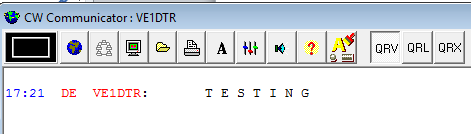 CW Communicator : VE1DTR
A ? A QRV QRL QRX
17:21 DE VE1DTR: T E S T I N G